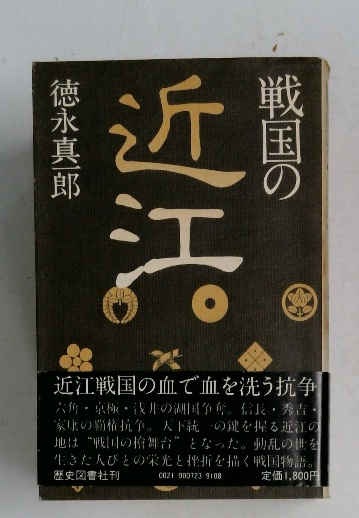 戦国の
近江
徳永真一郎
近江戦国の血で血を洗う抗争
六角・京極・浅井の湖国争奪。信長・秀吉・
家康の覇権抗争。天下統一の鍵を握る近江の
地は“戦国の檜舞台”となった。動乱の世を
生きた人びとの栄光と挫折を描く戦国物語。
歴史図書社刊 0021 000723 9108 定価1,800円